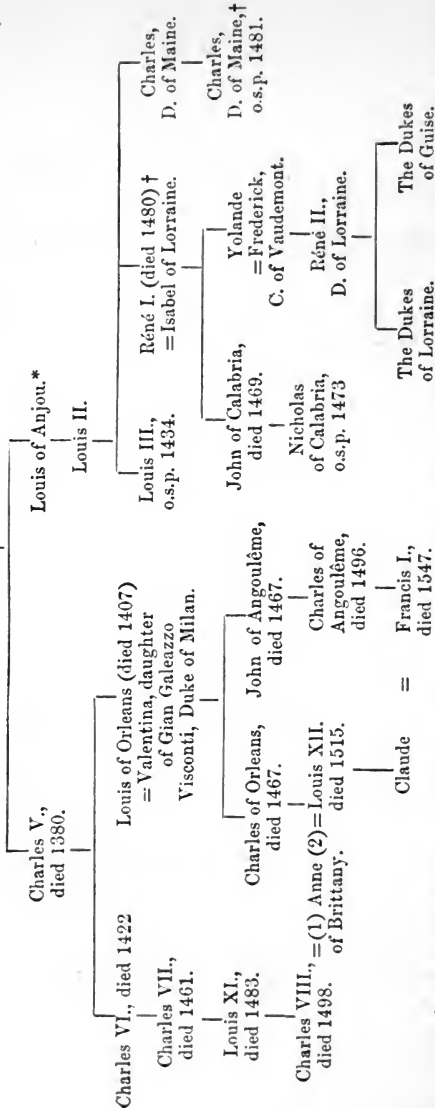 Charles V.,
died 1380.
Louis of Anjou.*
Louis II.
Charles VI., died 1422
Charles VII.,
died 1461.
Louis XI.,
died 1483.
Charles VIII.,
died 1498.
=(1) Anne (2)=
of Brittany.
Louis of Orleans (died 1407)
=Valentina, daughter
of Gian Galeazzo
Visconti, Duke of Milan.
Charles of Orleans,
died 1467.
Louis XII.
died 1515.
John of Angoulême,
died 1467.
Charles of
Angoulême,
died 1496.
Claude = Francis I.,
died 1547.
Louis III.,
o.s.p. 1434.
Réné I. (died 1480) †
=Isabel of Lorraine.
Charles,
D. of Maine.
Charles,
D. of Maine,†
o.s.p. 1481.
John of Calabria,
died 1469.
Nicholas
of Calabria,
o.s.p. 1473
Yolande
=Frederick,
C. of Vaudemont.
Réné II.,
D. of Lorraine.
The Dukes
of Lorraine.
The Dukes
of Guise.